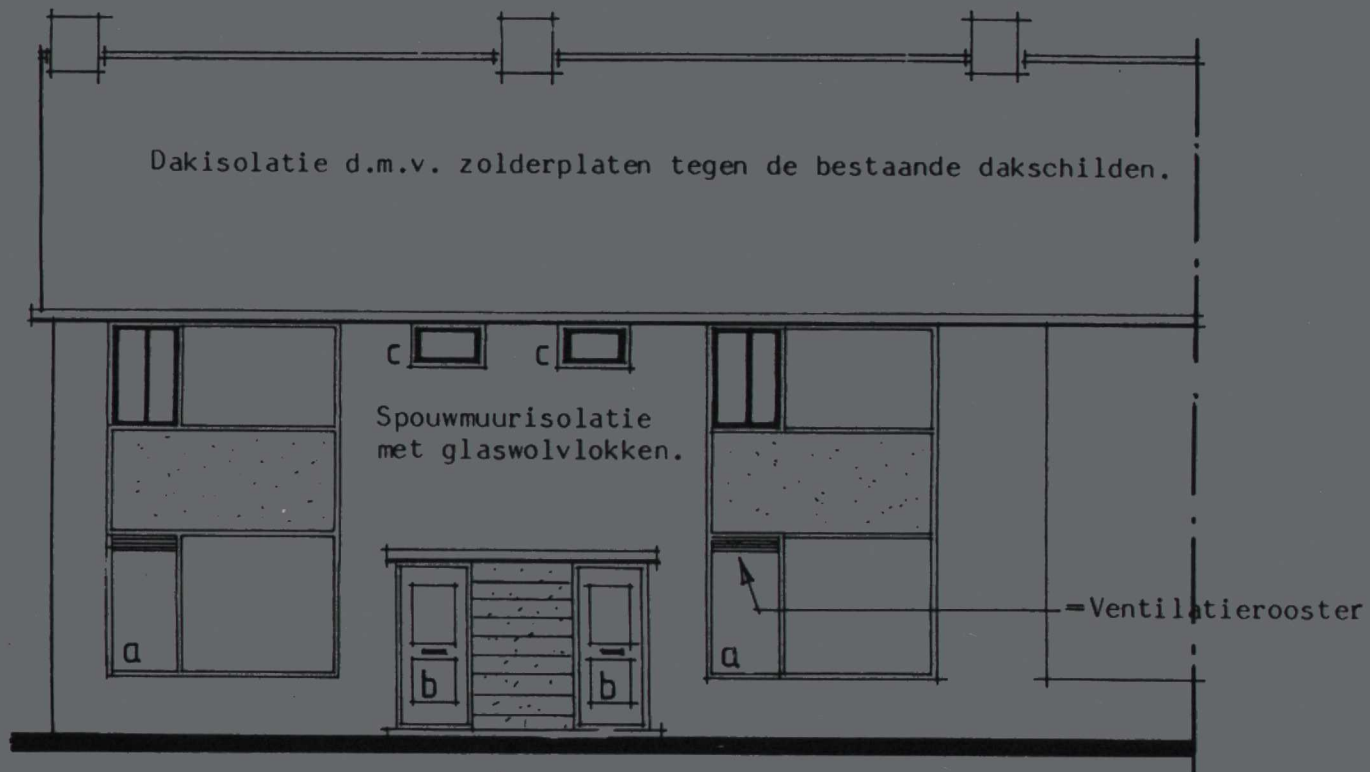 Dakisolatie d.m.v. zolderplaten tegen de bestaande dakschilden.
c
c
Spouwmuurisolatie
met glaswolvlokken.
=Ventilatierooster
a
b
b
a